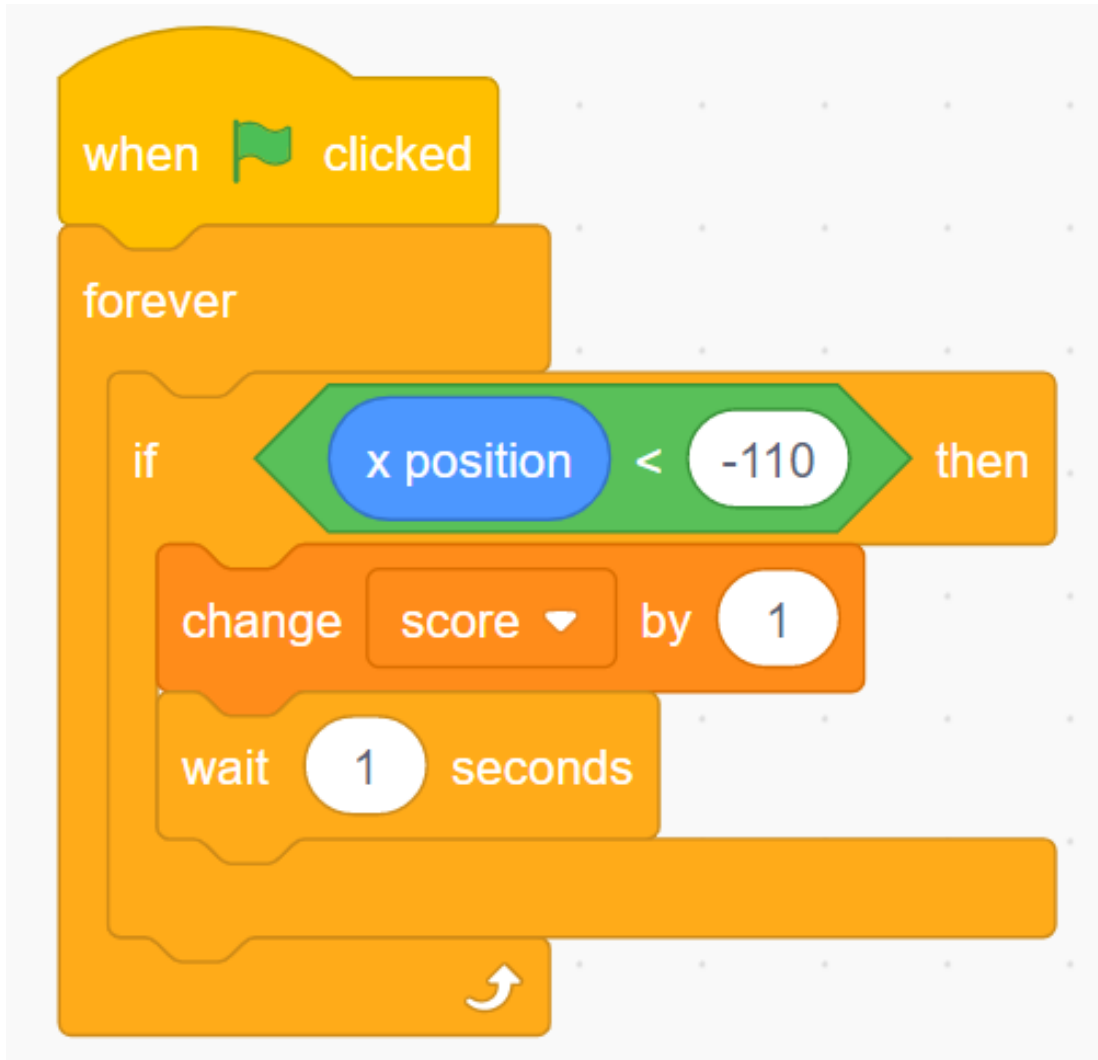 when clicked
forever
if x position < -110 then
change score by 1
wait 1 seconds